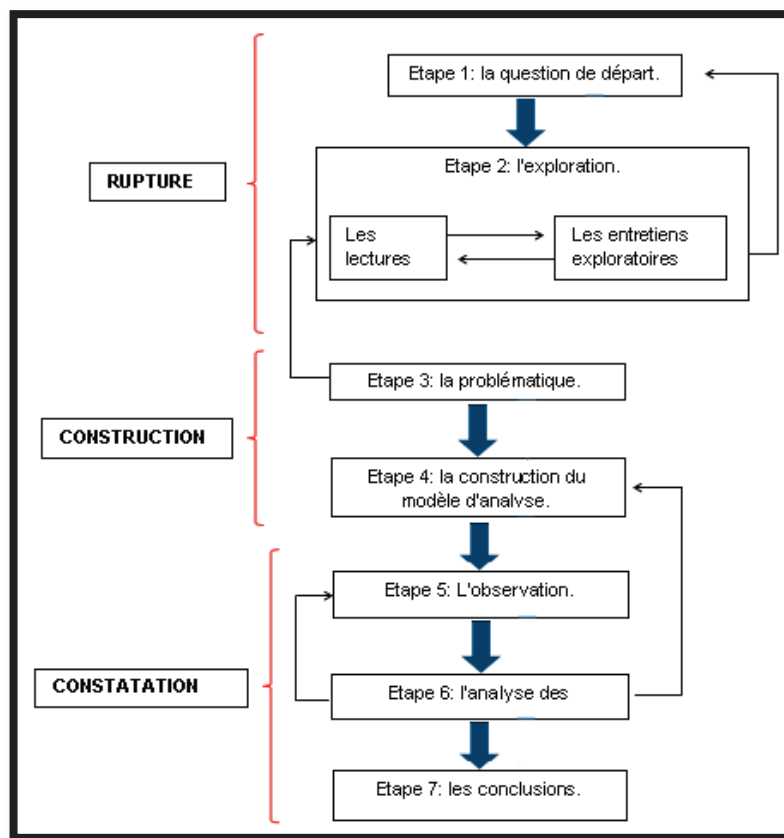 Etape 1: la question de départ.
RUPTURE
Etape 2: l'exploration.
Les
lectures
Les entretiens
exploratoires
Etape 3: la problématique.
CONSTRUCTION
Etape 4: la construction du
modèle d'analyse.
Etape 5: L'observation.
CONSTATATION
Etape 6: l'analyse des
Etape 7: les conclusions.